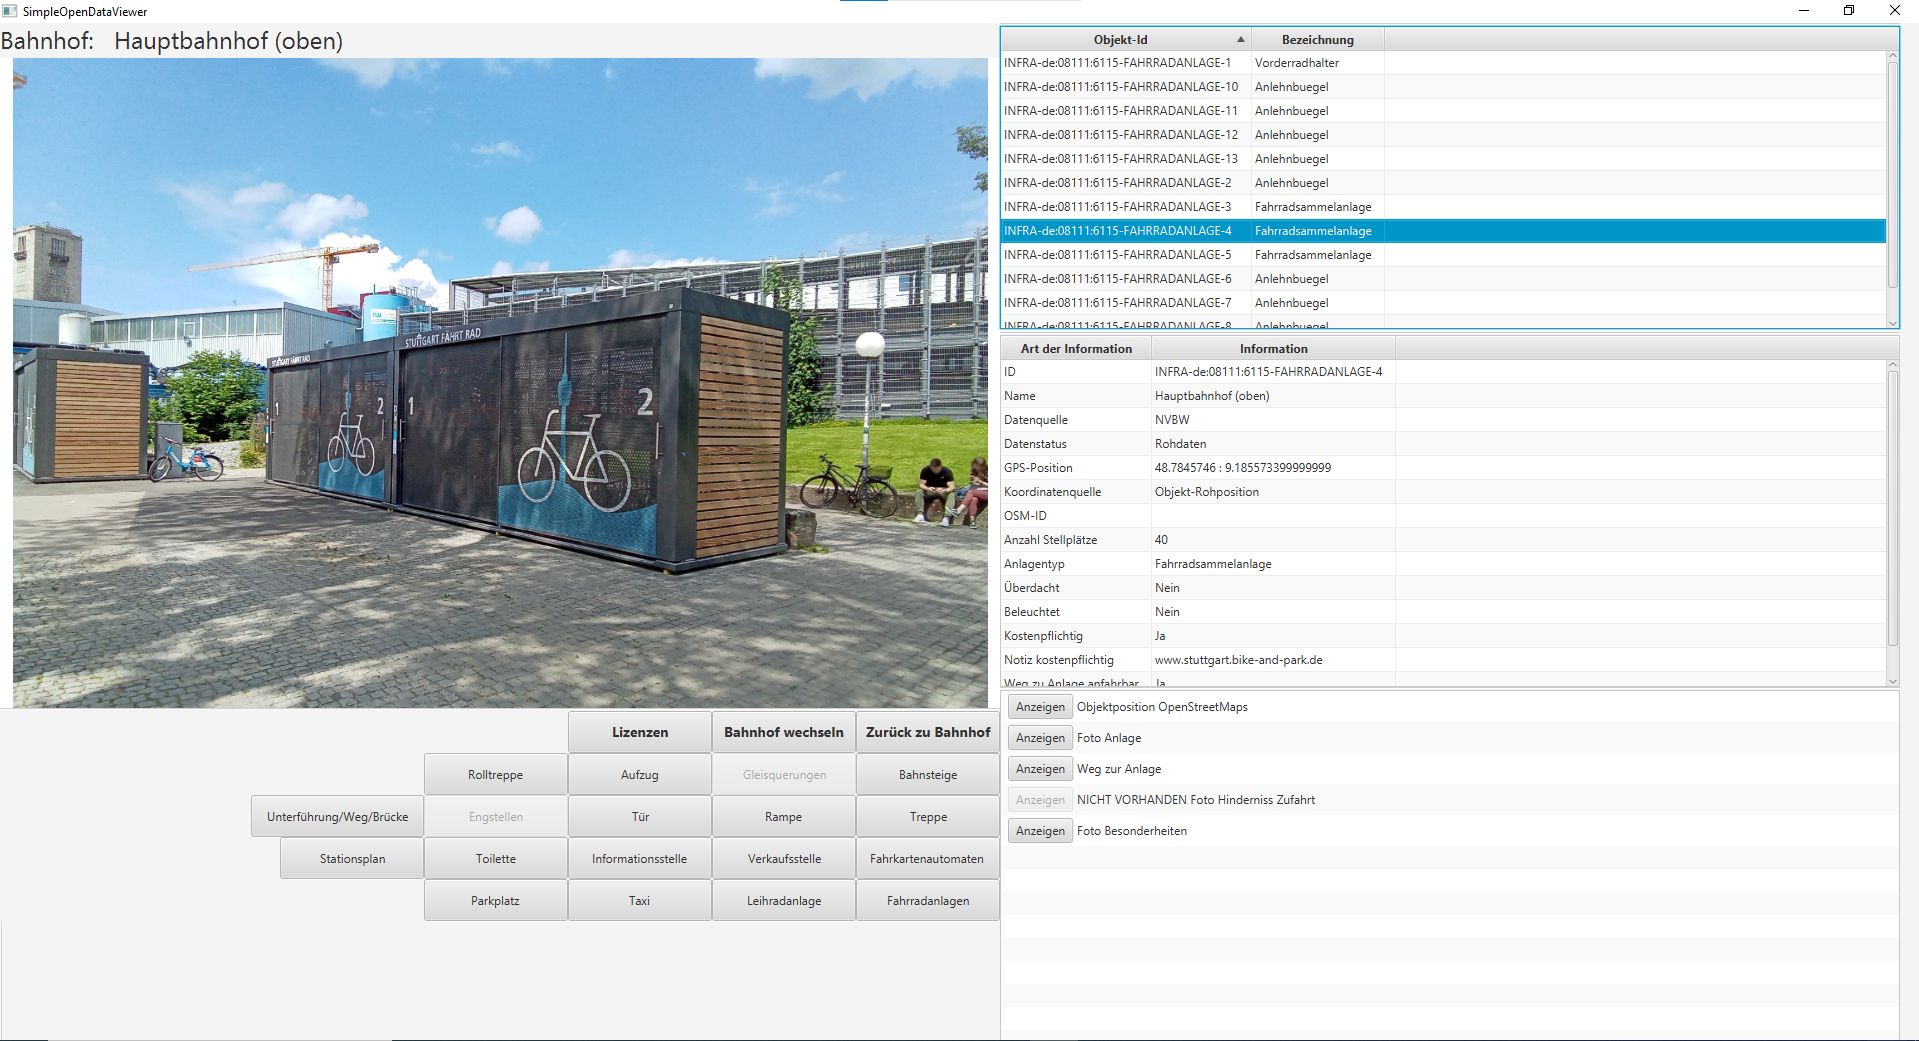 SimpleOpenDataViewer
Bahnhof: Hauptbahnhof (oben)
STUTTGART FÄHRT RAD
STUTTGART FÄHRT RAD
1 2 1 2
Lizenzen Bahnhof wechseln Zurück zu Bahnhof
Rolltreppe Aufzug Gleisquerungen Bahnsteige
Unterführung/Weg/Brücke Engstellen Tür Rampe Treppe
Stationsplan Toilette Informationsstelle Verkaufsstelle Fahrkartenautomaten
Parkplatz Taxi Leihradanlage Fahrradanlagen
Objekt-Id Bezeichnung
INFRA-de:08111:6115-FAHRRADANLAGE-1 Vorderradhalter
INFRA-de:08111:6115-FAHRRADANLAGE-10 Anlehnbuegel
INFRA-de:08111:6115-FAHRRADANLAGE-11 Anlehnbuegel
INFRA-de:08111:6115-FAHRRADANLAGE-12 Anlehnbuegel
INFRA-de:08111:6115-FAHRRADANLAGE-13 Anlehnbuegel
INFRA-de:08111:6115-FAHRRADANLAGE-2 Anlehnbuegel
INFRA-de:08111:6115-FAHRRADANLAGE-3 Fahrradsammelanlage
INFRA-de:08111:6115-FAHRRADANLAGE-4 Fahrradsammelanlage
INFRA-de:08111:6115-FAHRRADANLAGE-5 Fahrradsammelanlage
INFRA-de:08111:6115-FAHRRADANLAGE-6 Anlehnbuegel
INFRA-de:08111:6115-FAHRRADANLAGE-7 Anlehnbuegel
INFRA-de:08111:6115-FAHRRADANLAGE-8 Anlehnbuegel
Art der Information Information
ID INFRA-de:08111:6115-FAHRRADANLAGE-4
Name Hauptbahnhof (oben)
Datenquelle NVBW
Datenstatus Rohdaten
GPS-Position 48.7845746 : 9.185573399999999
Koordinatenquelle Objekt-Rohposition
OSM-ID
Anzahl Stellplätze 40
Anlagentyp Fahrradsammelanlage
Überdacht Nein
Beleuchtet Nein
Kostenpflichtig Ja
Notiz kostenpflichtig www.stuttgart.bike-and-park.de
Weg zu Anlage anfahrbar Ja
Anzeigen Objektposition OpenStreetMaps
Anzeigen Foto Anlage
Anzeigen Weg zur Anlage
Anzeigen NICHT VORHANDEN Foto Hinderniss Zufahrt
Anzeigen Foto Besonderheiten